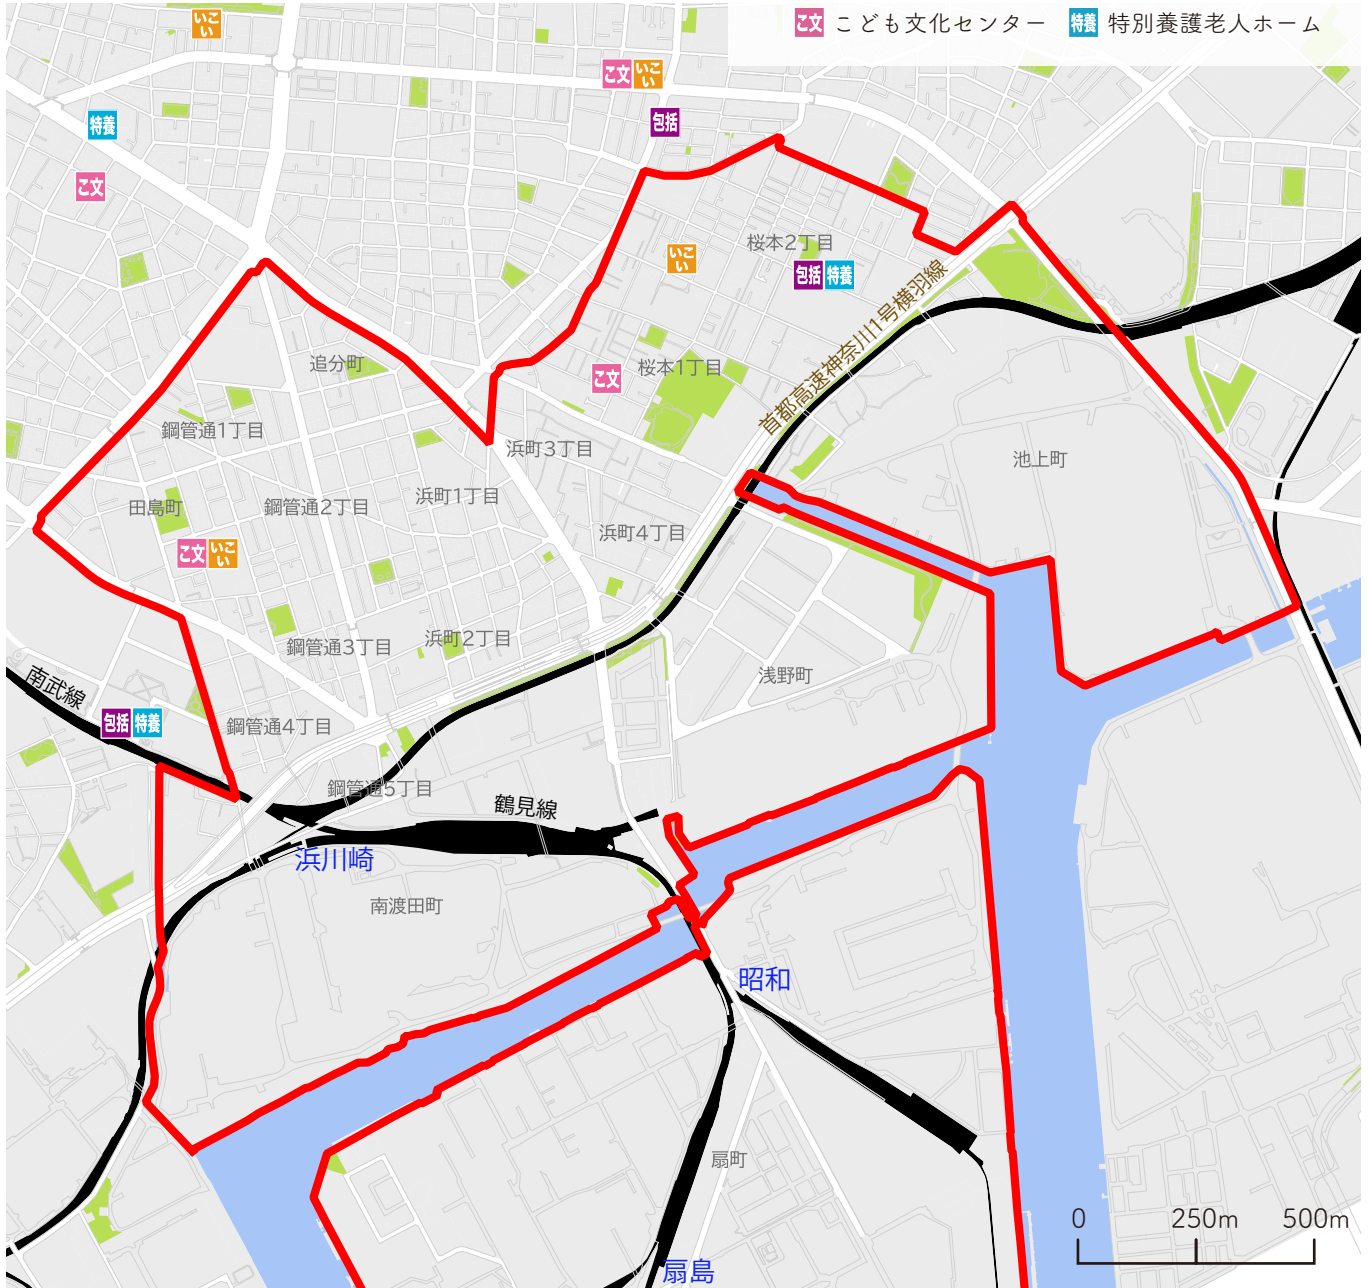 いこい
こ文 こども文化センター 特養 特別養護老人ホーム
こ文 いこい
特養
包括
こ文
桜本2丁目
いこい
包括 特養
首都高速神奈川1号横羽線
追分町
桜本1丁目
こ文
鋼管通1丁目
浜町3丁目
池上町
田島町
鋼管通2丁目
浜町1丁目
浜町4丁目
こ文 いこい
鋼管通3丁目
浜町2丁目
浅野町
南武線
包括 特養
鋼管通4丁目
鋼管通5丁目
鶴見線
浜川崎
南渡田町
昭和
扇町
0 250m 500m
扇島